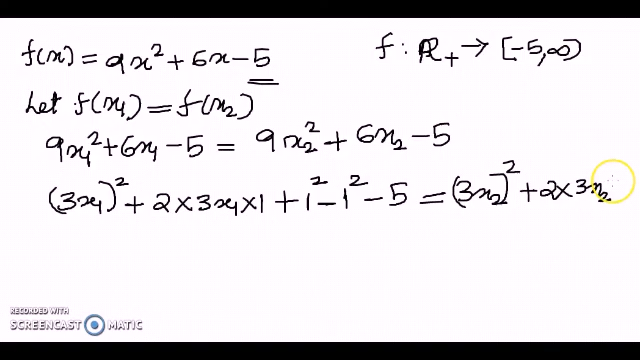 f(x) = 9x² + 6x - 5 f : R₊ → [-5,∞)
Let f(x₁) = f(x₂)
9x₁² + 6x₁ - 5 = 9x₂² + 6x₂ - 5
(3x₁)² + 2×3x₁×1 + 1² - 1² - 5 = (3x₂)² + 2×3x₂
RECORDED WITH
SCREENCAST MATIC